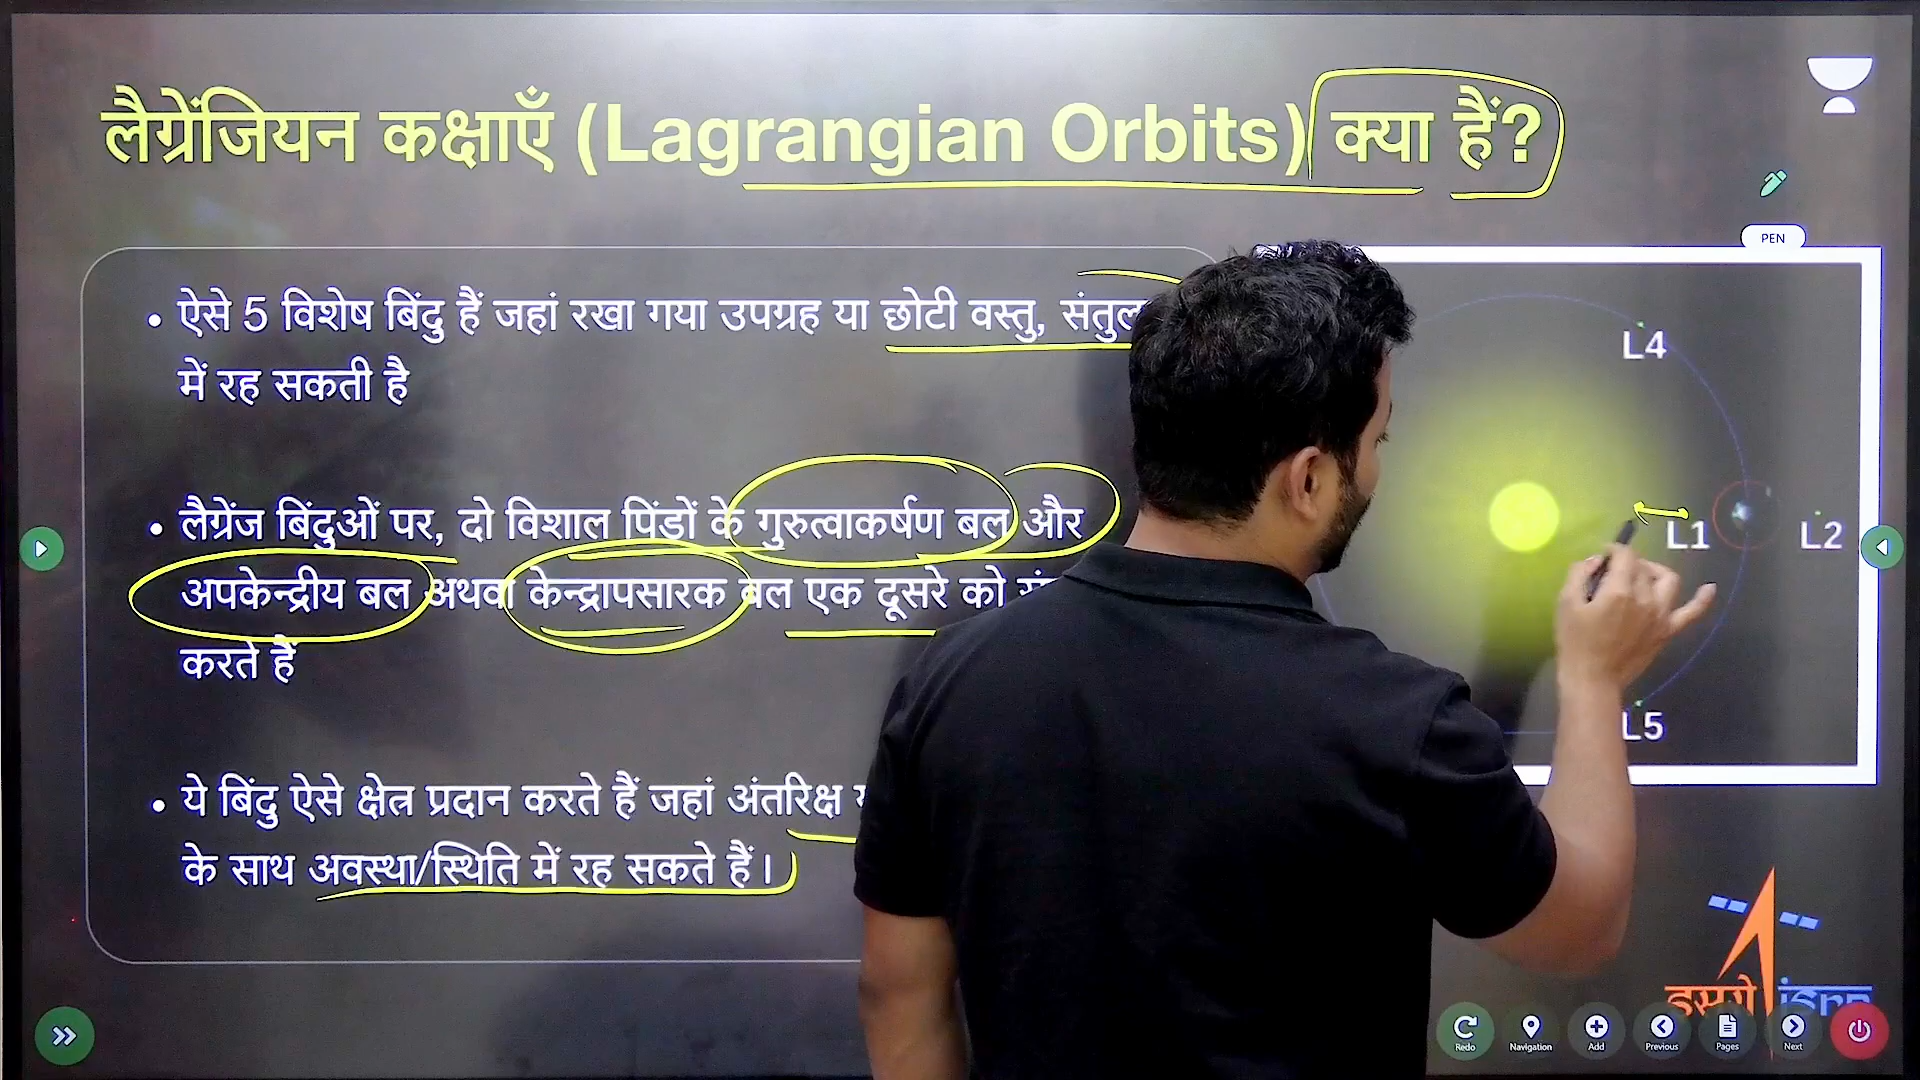 लैग्रेंजियन कक्षाएँ (Lagrangian Orbits) क्या हैं?
PEN
• ऐसे 5 विशेष बिंदु हैं जहां रखा गया उपग्रह या छोटी वस्तु,
में रह सकती है
• लैग्रेंज बिंदुओं पर, दो विशाल पिंडों के गुरुत्वाकर्षण बल और
अपकेन्द्रीय बल अथवा केन्द्रापसारक बल एक दूसरे को
करते हैं
• ये बिंदु ऐसे क्षेत्र प्रदान करते हैं जहां अंतरिक्ष
के साथ अवस्था/स्थिति में रह सकते हैं।
L4
L1
L2
L5
इसरो isro
Redo
Navigation
Add
Previous
Pages
Next